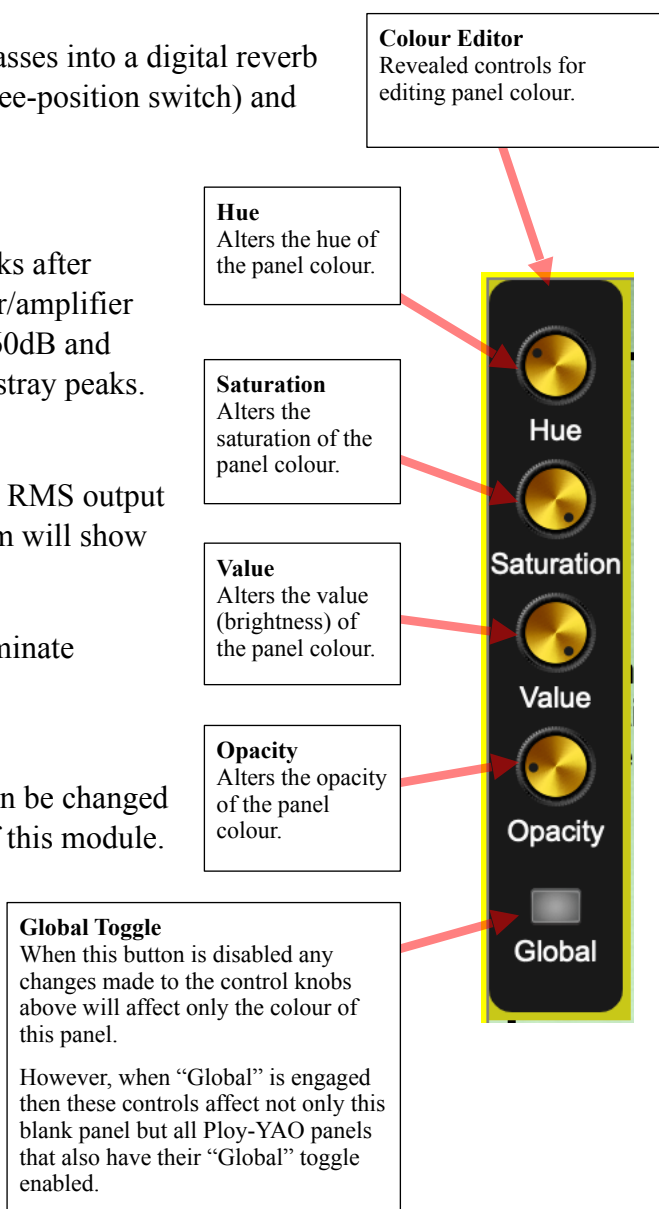 Colour Editor
Revealed controls for
editing panel colour.
asses into a digital reverb
ee-position switch) and
Hue
Alters the hue of
the panel colour.
ks after
r/amplifier
60dB and
stray peaks.
Saturation
Alters the
saturation of the
panel colour.
RMS output
m will show
Value
Alters the value
(brightness) of
the panel colour.
minate
Opacity
Alters the opacity
of the panel
colour.
n be changed
f this module.
Global Toggle
When this button is disabled any
changes made to the control knobs
above will affect only the colour of
this panel.
However, when “Global” is engaged
then these controls affect not only this
blank panel but all Ploy-YAO panels
that also have their “Global” toggle
enabled.
Hue
Saturation
Value
Opacity
Global